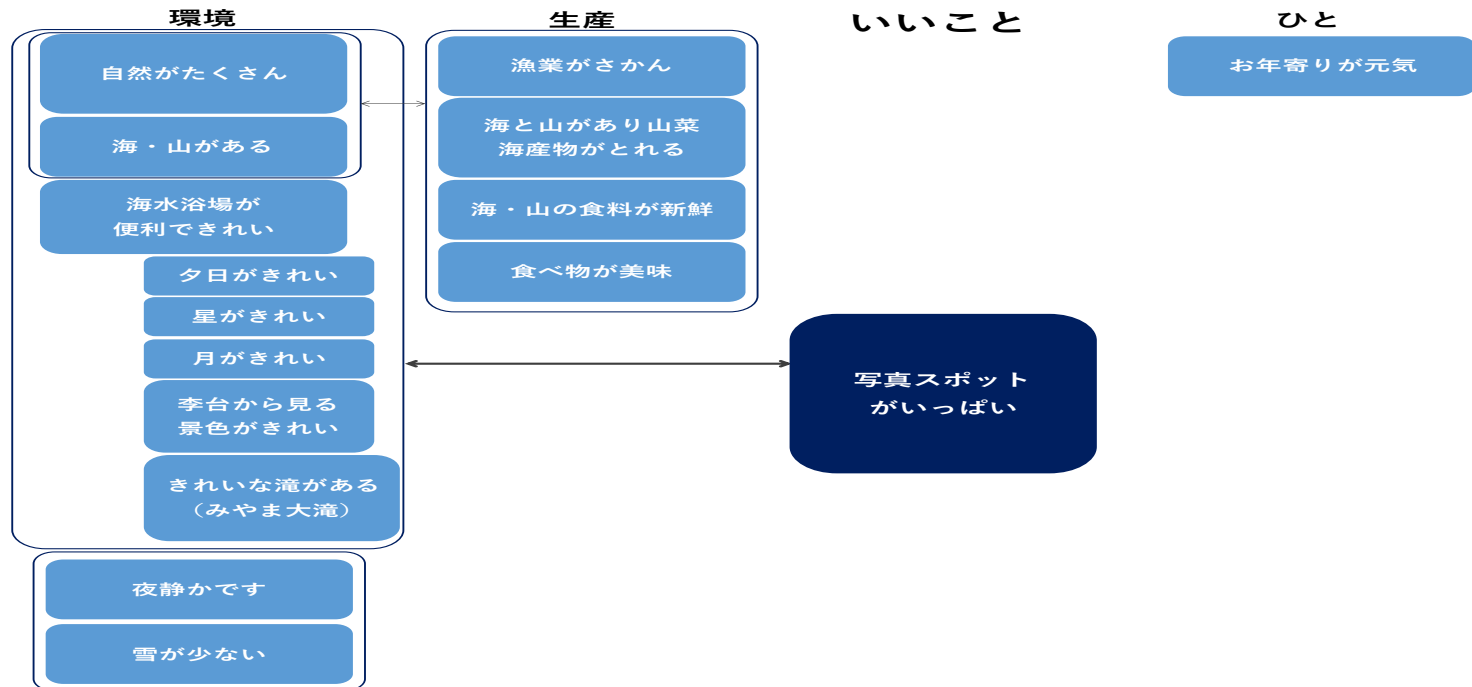 環境
自然がたくさん
海・山がある
海水浴場が
便利できれい
夕日がきれい
星がきれい
月がきれい
李台から見る
景色がきれい
きれいな滝がある
（みやま大滝）
夜静かです
雪が少ない
生産
漁業がさかん
海と山があり山菜
海産物がとれる
海・山の食料が新鮮
食べ物が美味
いいこと
写真スポット
がいっぱい
ひと
お年寄りが元気